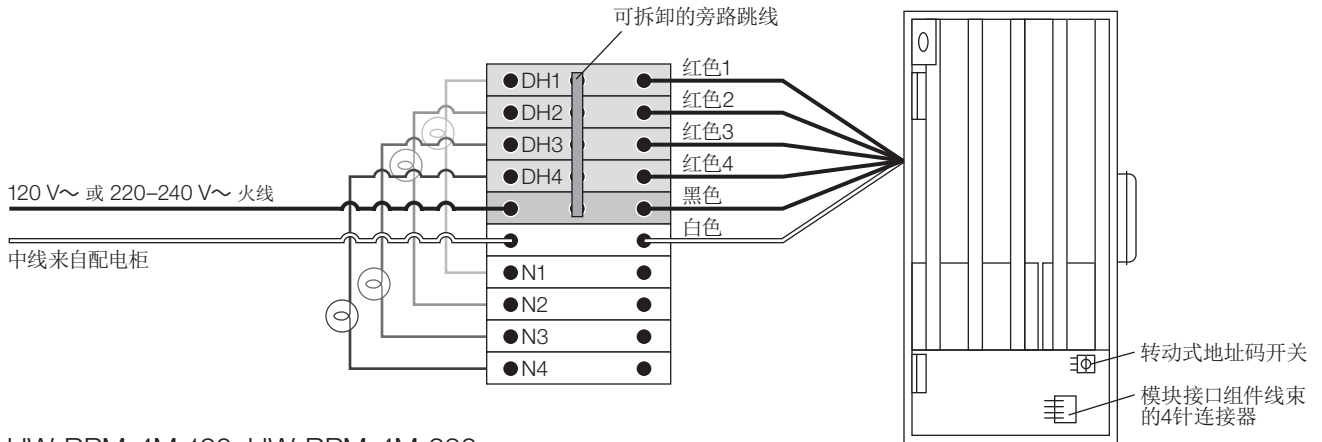 可拆卸的旁路跳线
DH1
红色1
DH2
红色2
DH3
红色3
DH4
红色4
120 V～ 或 220–240 V～ 火线
黑色
白色
中线来自配电柜
N1
N2
N3
N4
转动式地址码开关
模块接口组件线束
的4针连接器